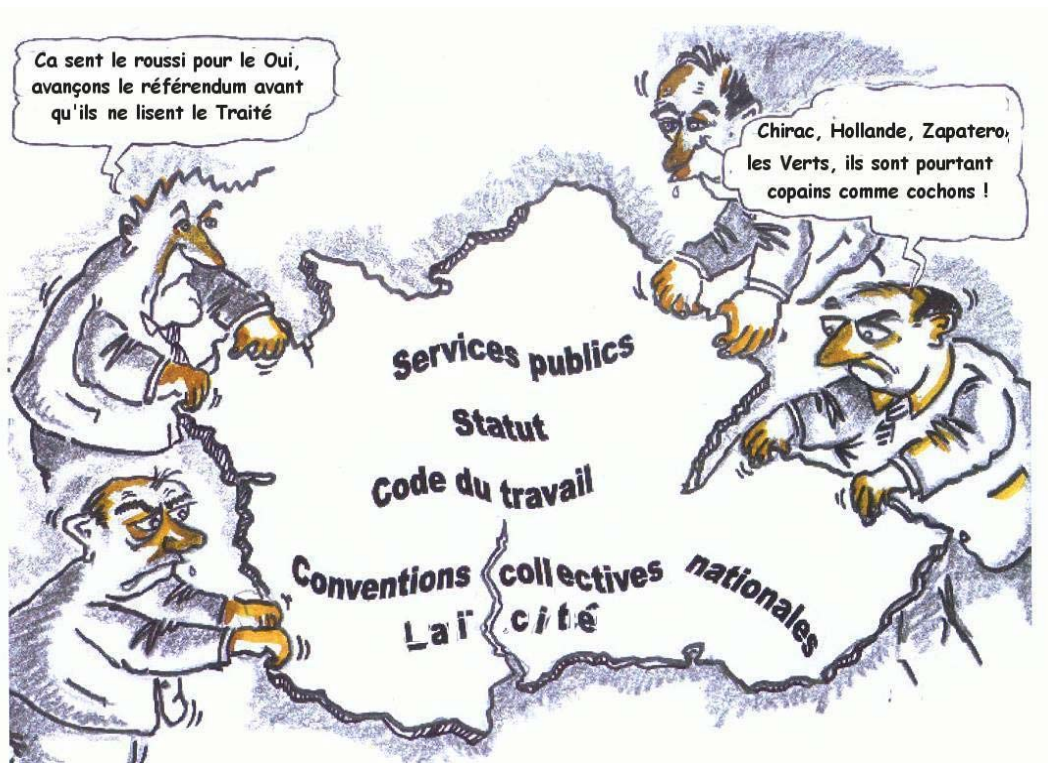 Ca sent le roussi pour le Oui,
avançons le référendum avant
qu'ils ne lisent le Traité
Chirac, Hollande, Zapatero,
les Verts, ils sont pourtant
copains comme cochons !
Services publics
Statut
Code du travail
Conventions collectives nationales
Laïcité